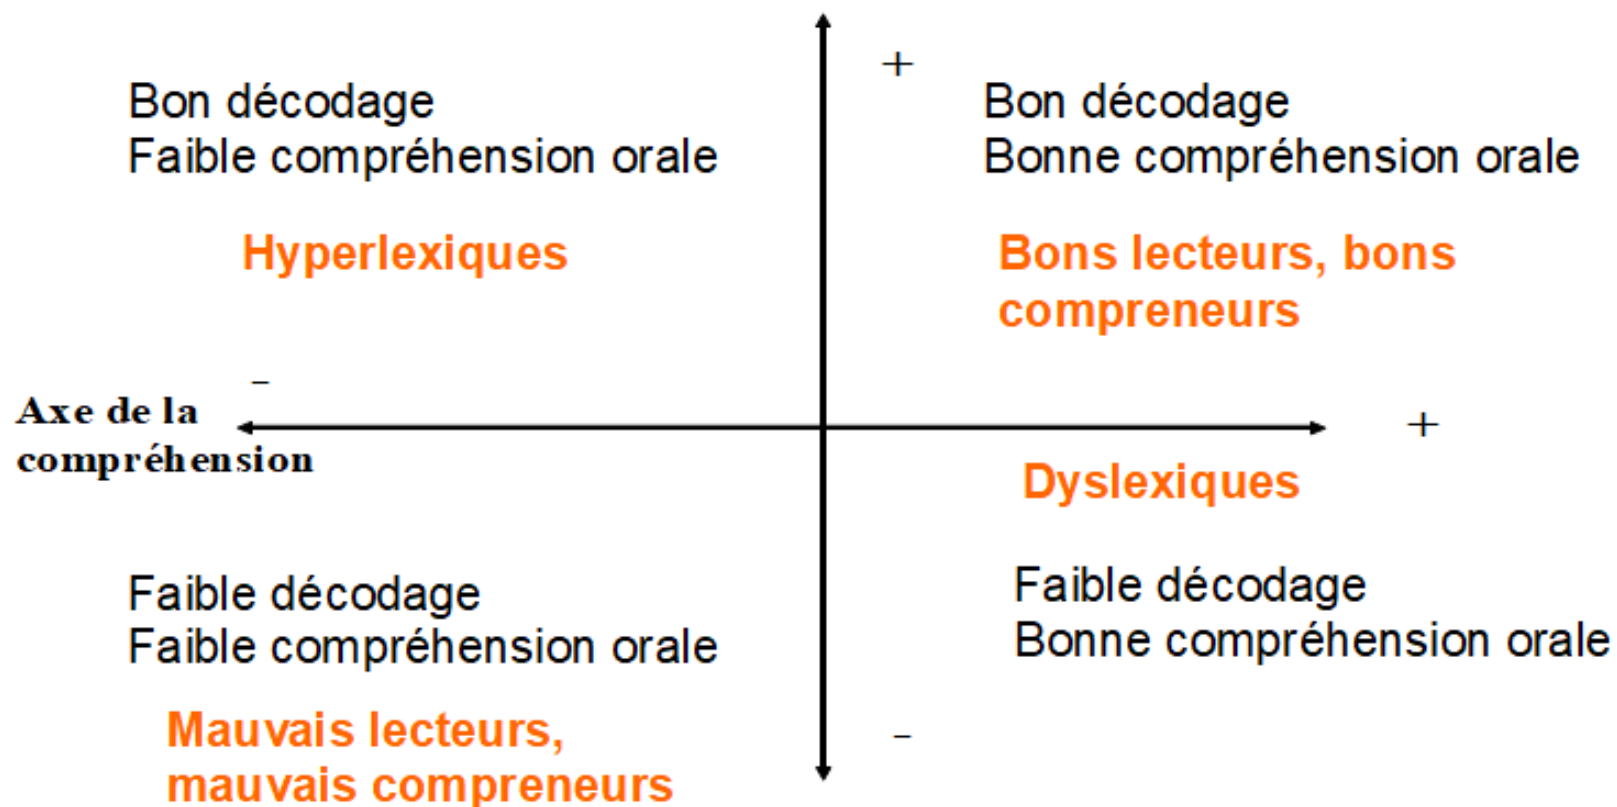 +
Bon décodage
Faible compréhension orale
Hyperlexiques
Bon décodage
Bonne compréhension orale
Bons lecteurs, bons
compreneurs
-
Axe de la
compréhension
+
Dyslexiques
Faible décodage
Bonne compréhension orale
Faible décodage
Faible compréhension orale
Mauvais lecteurs,
mauvais compreneurs
-